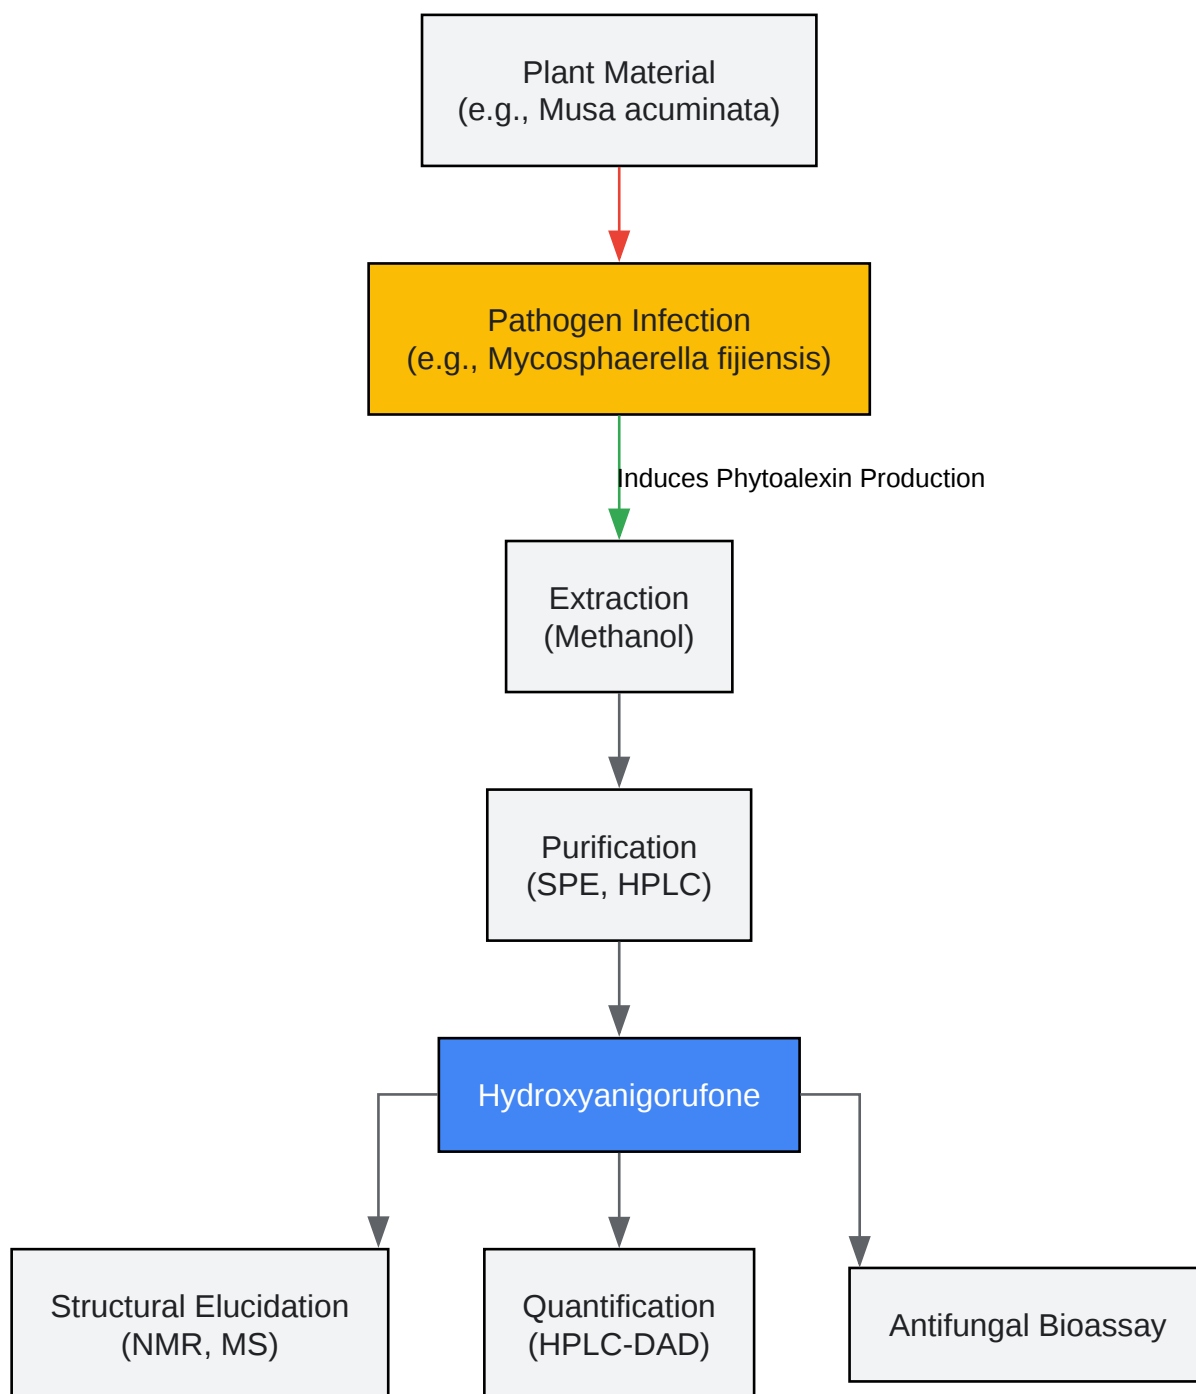 Plant Material
(e.g., Musa acuminata)
Pathogen Infection
(e.g., Mycosphaerella fijiensis)
Induces Phytoalexin Production
Extraction
(Methanol)
Purification
(SPE, HPLC)
Hydroxyanigorufone
Structural Elucidation
(NMR, MS)
Quantification
(HPLC-DAD)
Antifungal Bioassay